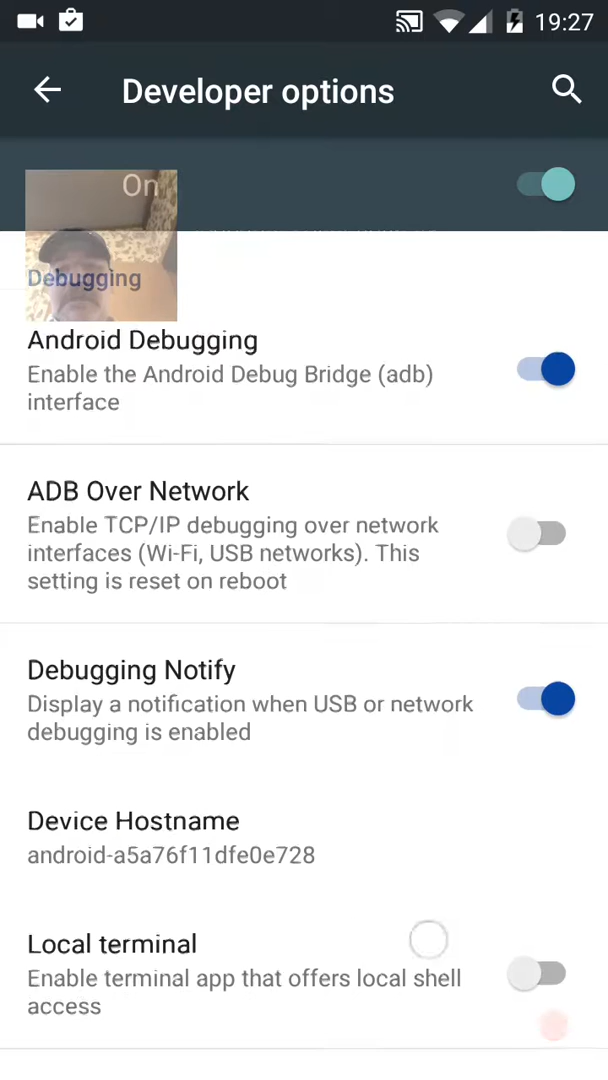 19:27
Developer options
On
Debugging
Android Debugging
Enable the Android Debug Bridge (adb)
interface
ADB Over Network
Enable TCP/IP debugging over network
interfaces (Wi-Fi, USB networks). This
setting is reset on reboot
Debugging Notify
Display a notification when USB or network
debugging is enabled
Device Hostname
android-a5a76f11dfe0e728
Local terminal
Enable terminal app that offers local shell
access